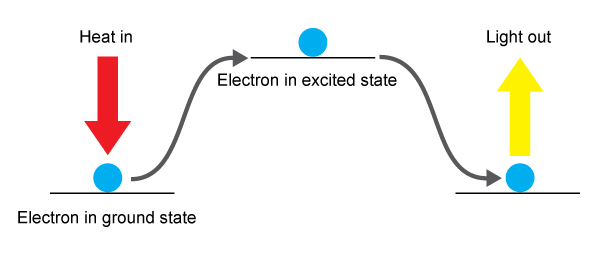 Heat in
Light out
Electron in excited state
Electron in ground state